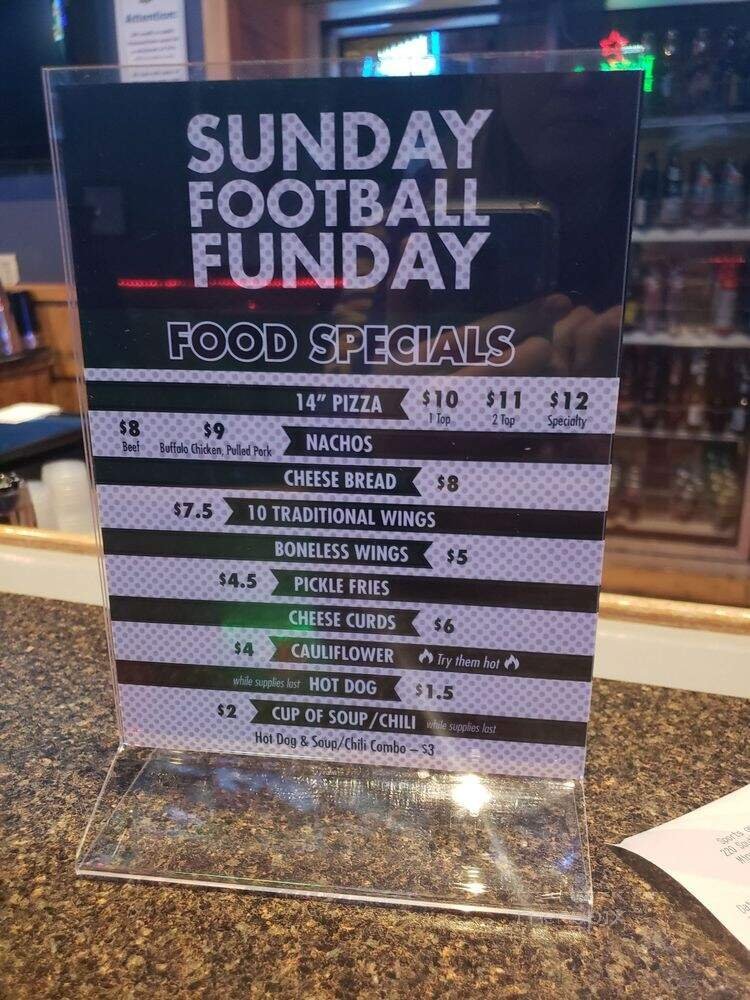 Attention:
SUNDAY
FOOTBALL
FUNDAY
FOOD SPECIALS
14" PIZZA $10 $11 $12
1 Top 2 Top Specialty
$8 $9 NACHOS
Beef Buffalo Chicken, Pulled Pork
CHEESE BREAD $8
$7.5 10 TRADITIONAL WINGS
BONELESS WINGS $5
$4.5 PICKLE FRIES
CHEESE CURDS $6
$4 CAULIFLOWER Try them hot
while supplies last HOT DOG $1.5
$2 CUP OF SOUP/CHILI while supplies last
Hot Dog & Soup/Chili Combo – $3
Sports
220